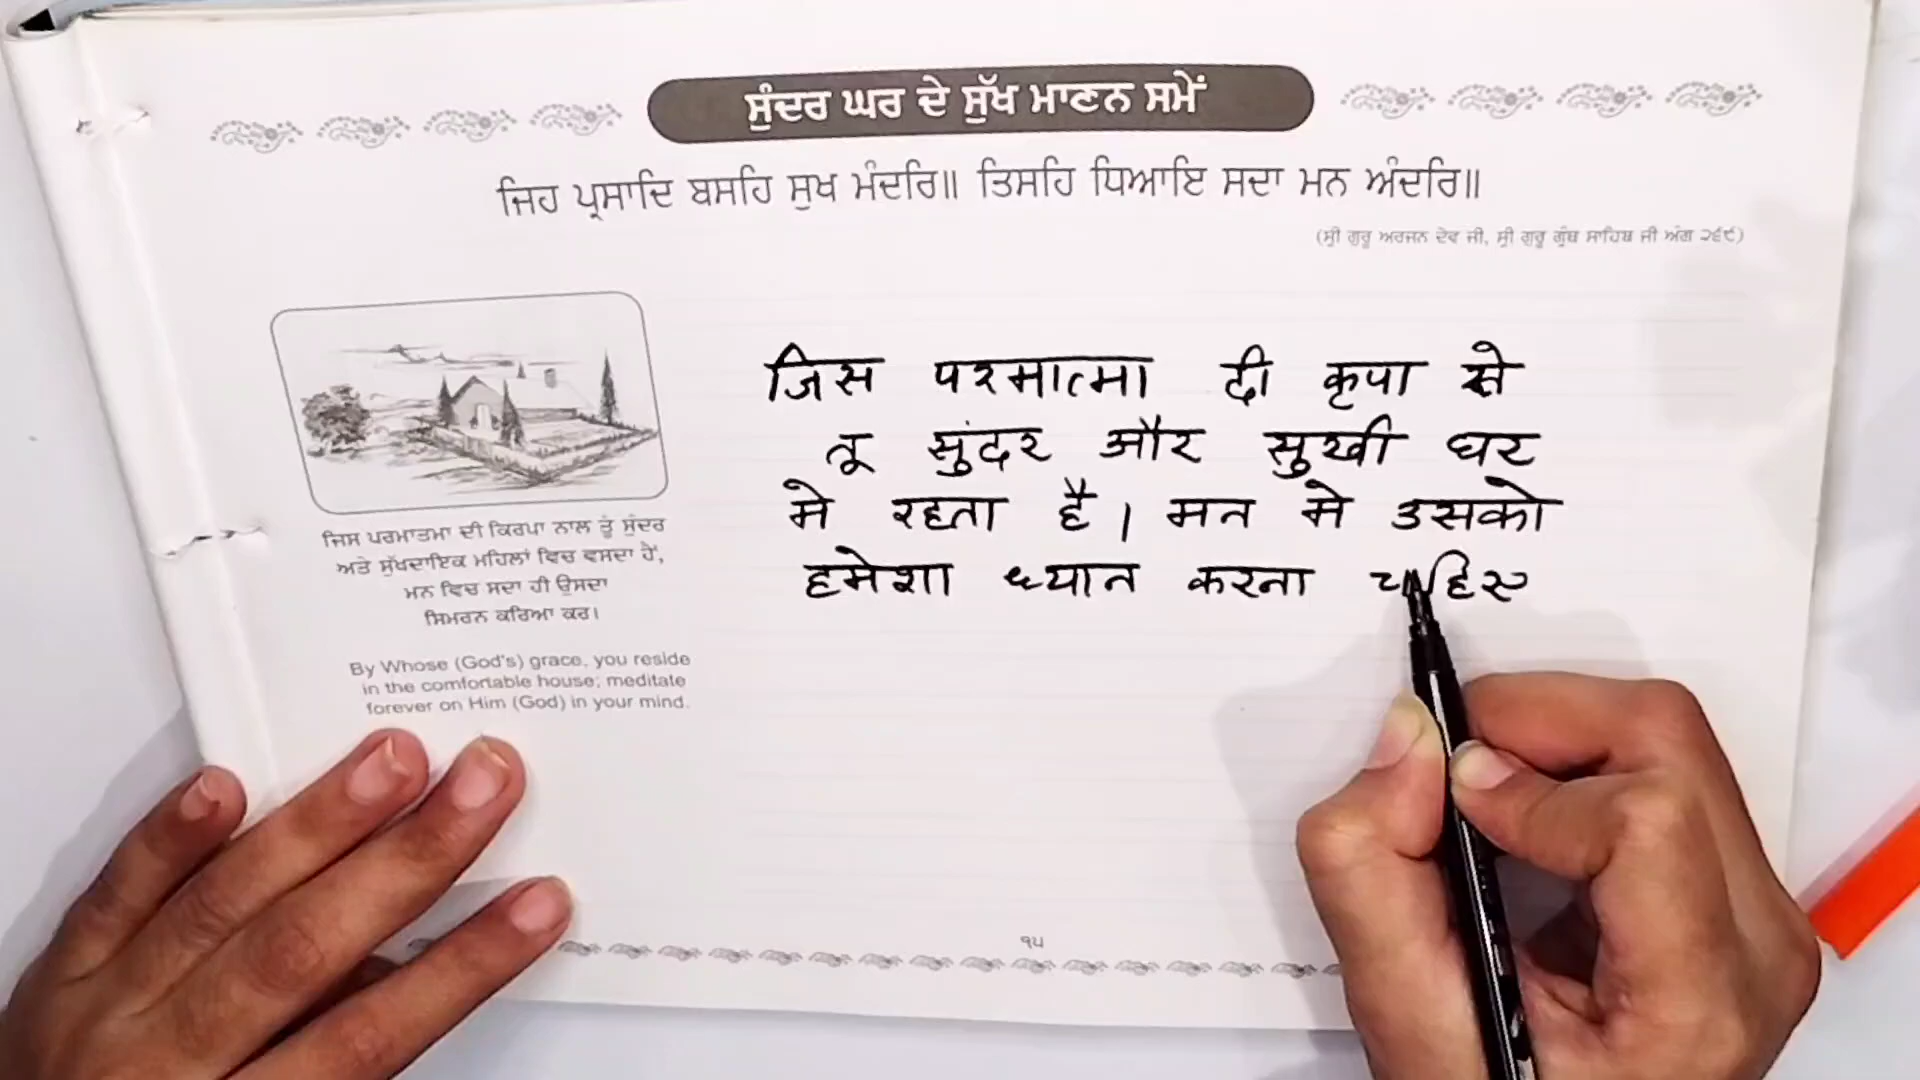 ਸੁੰਦਰ ਘਰ ਦੇ ਸੁੱਖ ਮਾਣਨ ਸਮੇਂ
ਜਿਹ ਪ੍ਰਸਾਦਿ ਬਸਹਿ ਸੁਖ ਮੰਦਰਿ॥ ਤਿਸਹਿ ਧਿਆਇ ਸਦਾ ਮਨ ਅੰਦਰਿ॥
(ਸ੍ਰੀ ਗੁਰੂ ਅਰਜਨ ਦੇਵ ਜੀ, ਸ੍ਰੀ ਗੁਰੂ ਗ੍ਰੰਥ ਸਾਹਿਬ ਜੀ ਅੰਗ ੨੬੯)
ਜਿਸ ਪਰਮਾਤਮਾ ਦੀ ਕਿਰਪਾ ਨਾਲ ਤੂੰ ਸੁੰਦਰ
ਅਤੇ ਸੁੱਖਦਾਇਕ ਮਹਿਲਾਂ ਵਿਚ ਵਸਦਾ ਹੈਂ,
ਮਨ ਵਿਚ ਸਦਾ ਹੀ ਉਸਦਾ
ਸਿਮਰਨ ਕਰਿਆ ਕਰ।
By Whose (God's) grace, you reside
in the comfortable house; meditate
forever on Him (God) in your mind.
जिस परमात्मा दी कृपा से
तू सुंदर और सुखी घर
मे रहता है। मन मे उसको
हमेशा ध्यान करना चाहिए
੧੫